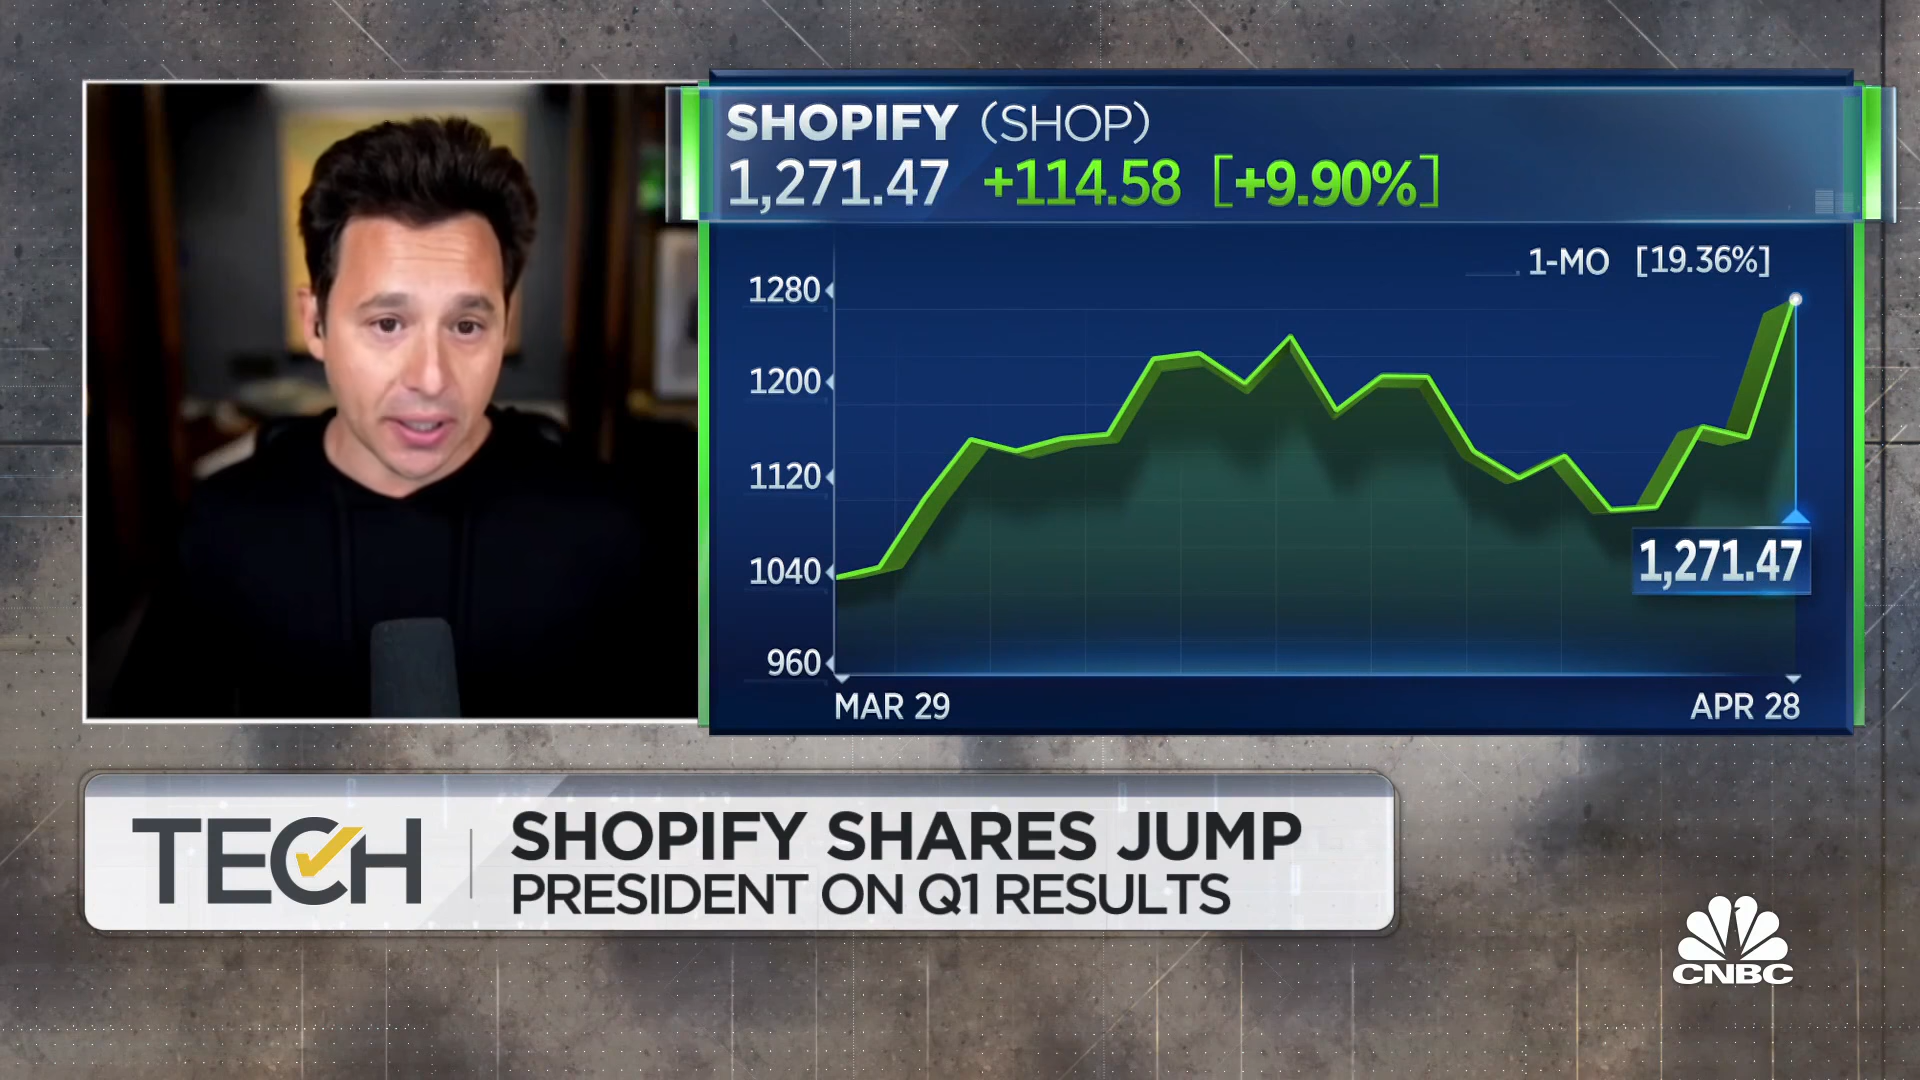 SHOPIFY (SHOP)
1,271.47 +114.58 [+9.90%]
1-MO [19.36%]
1280
1200
1120
1040
960
1,271.47
MAR 29 APR 28
TECH
SHOPIFY SHARES JUMP
PRESIDENT ON Q1 RESULTS
CNBC